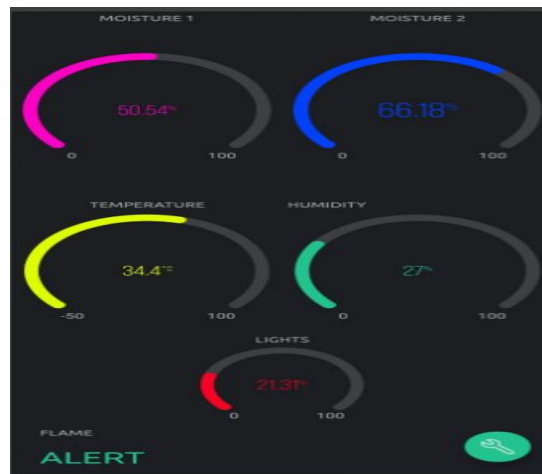 MOISTURE 1 MOISTURE 2
50.54% 66.18%
0 100 0 100
TEMPERATURE HUMIDITY
34.4°C 27%
-50 100 0 100
LIGHTS
21.31%
0 100
FLAME
ALERT